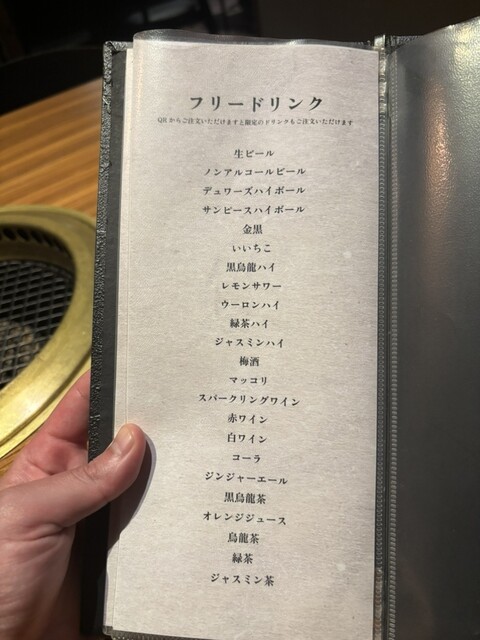 フリードリンク
QRからご注文いただけますと限定のドリンクもご注文いただけます
生ビール
ノンアルコールビール
デュワーズハイボール
サンピースハイボール
金黒
いいちこ
黒烏龍ハイ
レモンサワー
ウーロンハイ
緑茶ハイ
ジャスミンハイ
梅酒
マッコリ
スパークリングワイン
赤ワイン
白ワイン
コーラ
ジンジャーエール
黒烏龍茶
オレンジジュース
烏龍茶
緑茶
ジャスミン茶